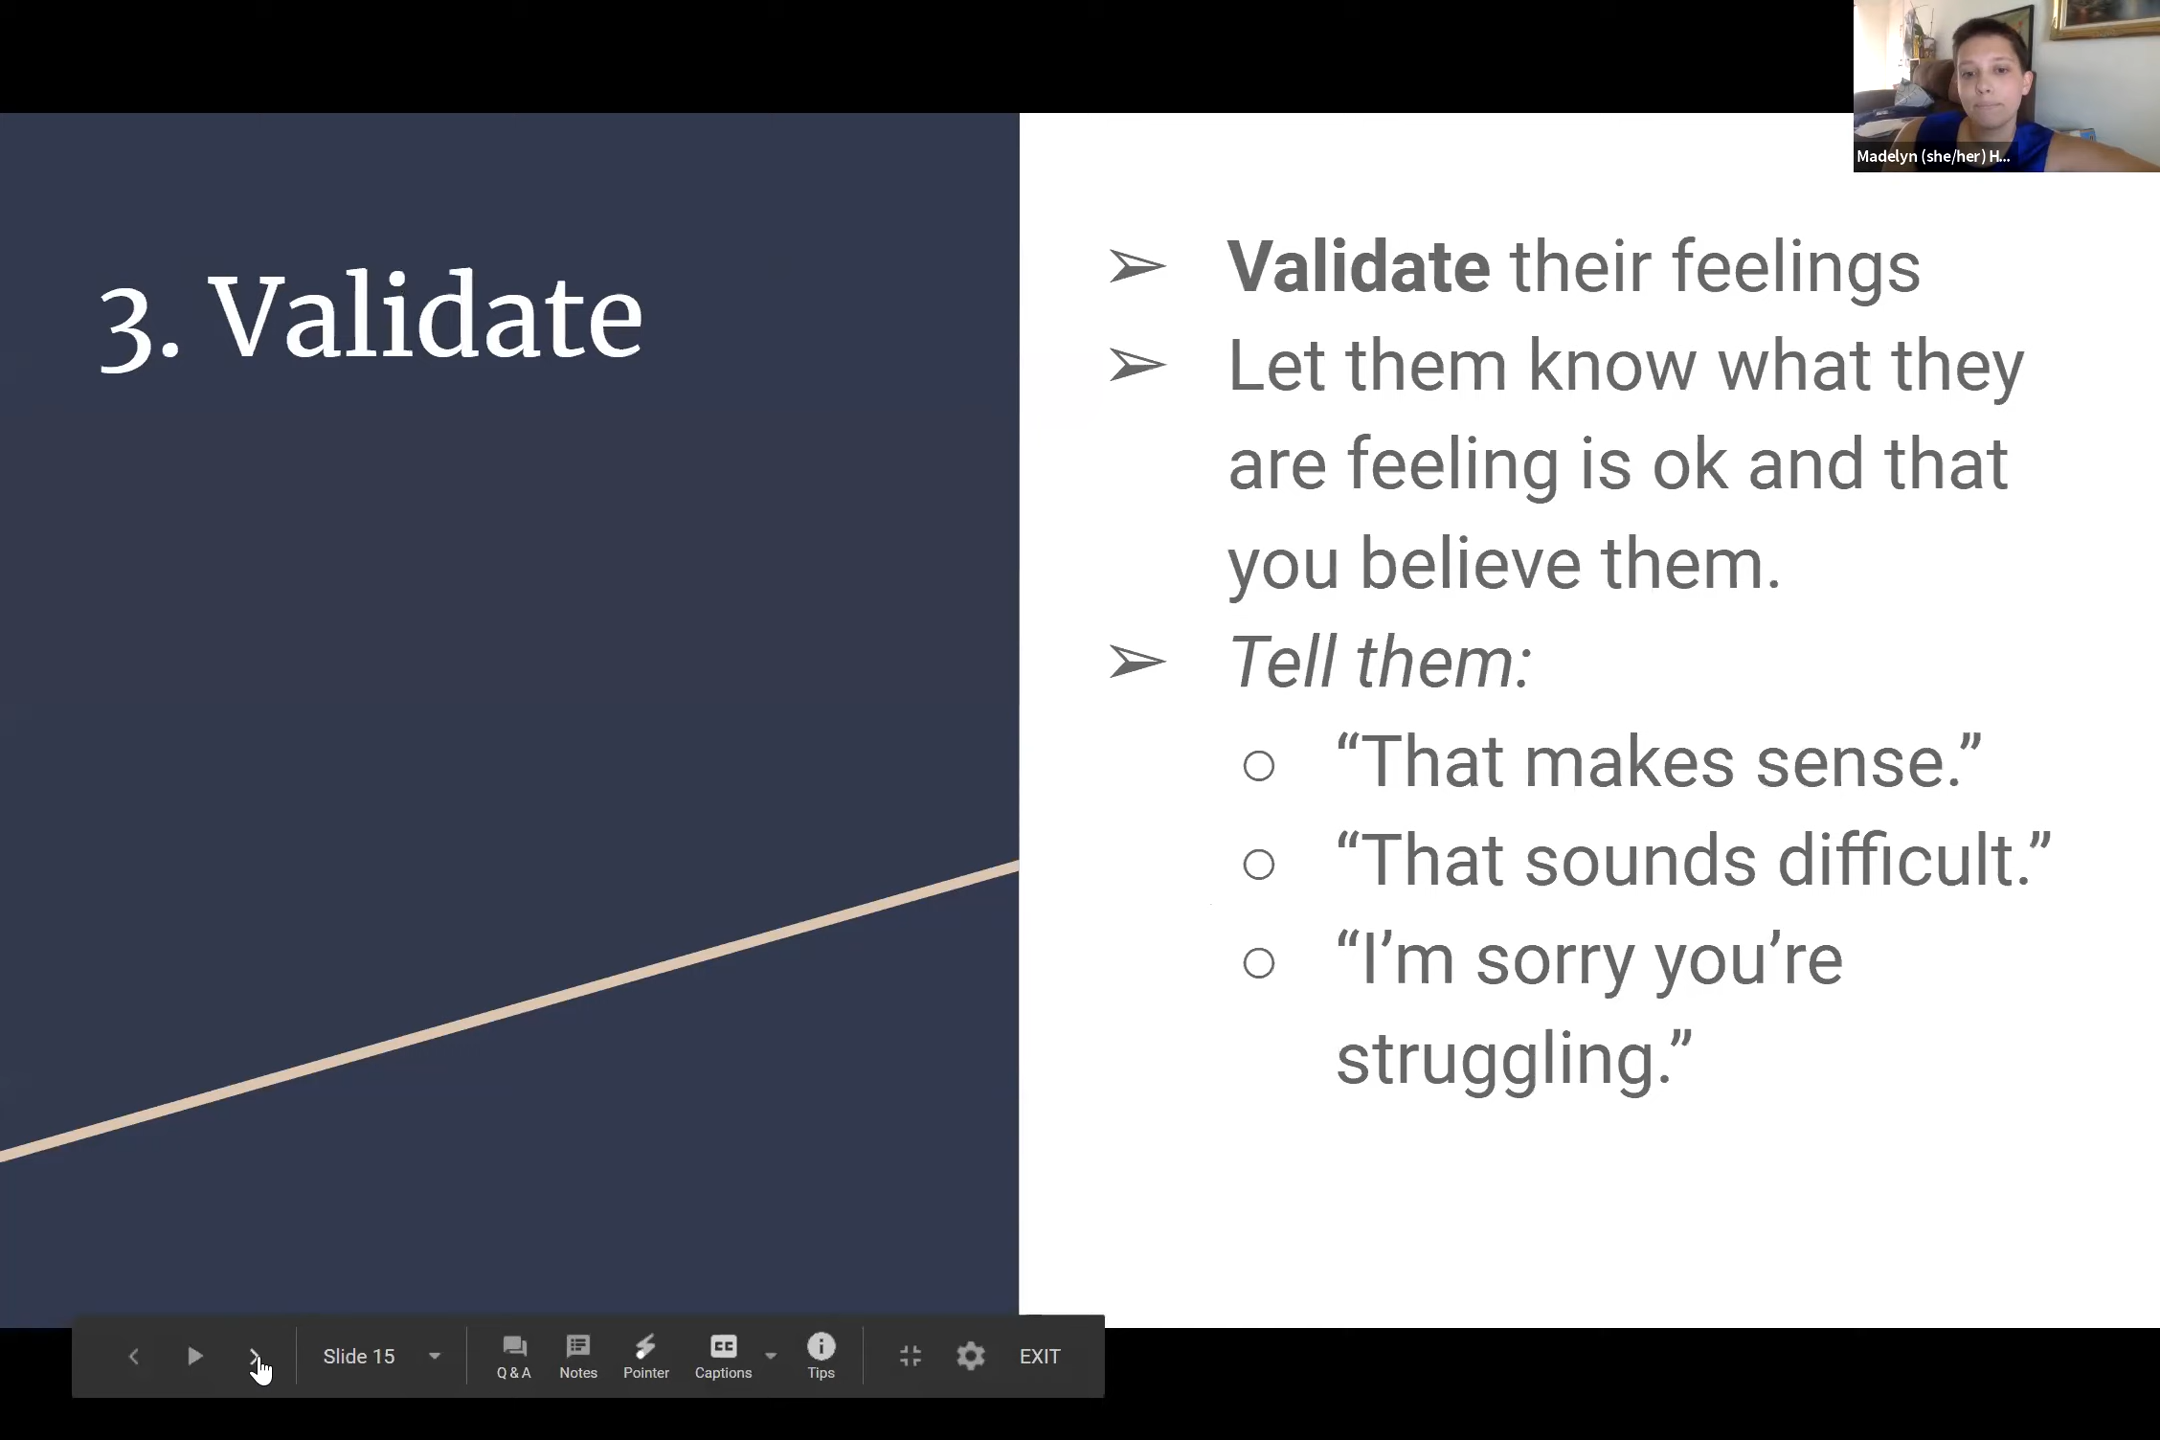 Madelyn (she/her) H...
3. Validate
➢ Validate their feelings
➢ Let them know what they
are feeling is ok and that
you believe them.
➢ Tell them:
○ “That makes sense.”
○ “That sounds difficult.”
○ “I’m sorry you’re
struggling.”
Slide 15
Q & A
Notes
Pointer
CC
Captions
Tips
EXIT